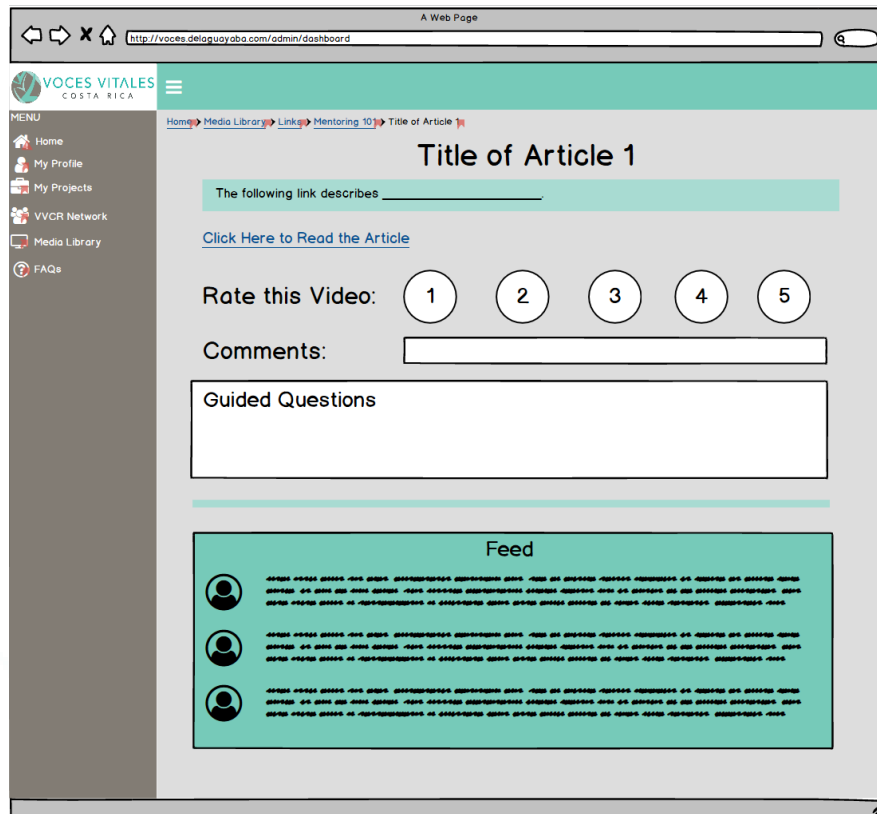 A Web Page
http://voces.delaguayaba.com/admin/dashboard
VOCES VITALES
COSTA RICA
MENU
Home
My Profile
My Projects
VVCR Network
Media Library
FAQs
Home Media Library Links Mentoring 101 Title of Article 1
Title of Article 1
The following link describes ______________________.
Click Here to Read the Article
Rate this Video: 1 2 3 4 5
Comments:
Guided Questions
Feed